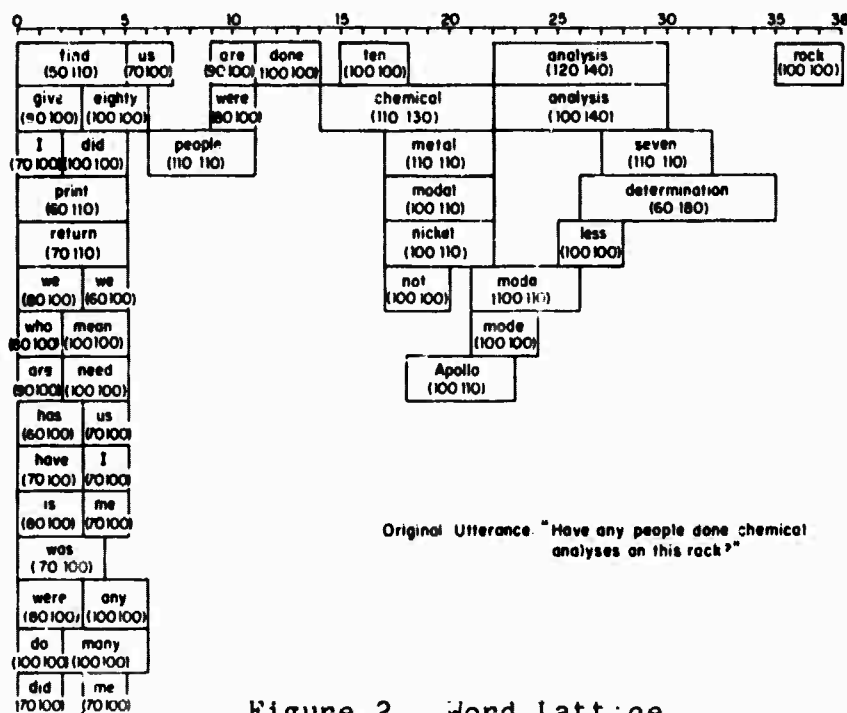 0 5 10 15 20 25 30 35 38
find us are done ten analysis rock
(50 110) (70 100) (90 100) (100 100) (100 100) (120 140) (100 100)
give eighty were chemical analysis
(90 100) (100 100) (80 100) (110 130) (100 140)
I did people metal seven
(70 100) (100 100) (110 110) (110 110) (110 110)
print modal determination
(60 110) (100 110) (60 180)
return nickel less
(70 110) (100 110) (100 100)
we we not moda
(80 100) (60 100) (100 100) (100 110)
who mean mode
(80 100) (100 100) (100 100)
are need Apollo
(90 100) (100 100) (100 110)
has us
(60 100) (70 100)
have I
(70 100) (70 100)
is me
(80 100) (70 100)
Original Utterance "Have any people done chemical
analyses on this rock?"
was
(70 100)
were any
(80 100) (100 100)
do many
(100 100) (100 100)
did me
(70 100) (70 100)
Figure 2. Word Lattice